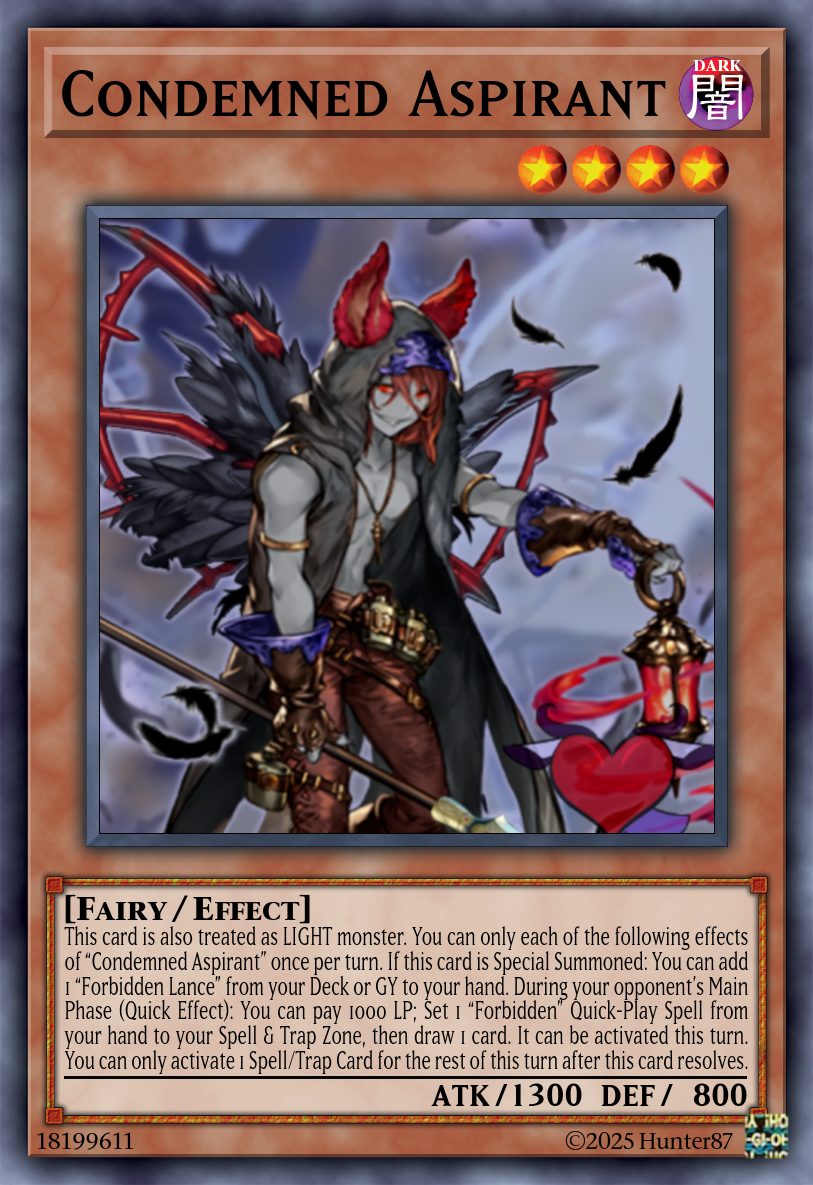 Condemned Aspirant
DARK
闇
[Fairy / Effect]
This card is also treated as LIGHT monster. You can only each of the following effects
of “Condemned Aspirant” once per turn. If this card is Special Summoned: You can add
1 “Forbidden Lance” from your Deck or GY to your hand. During your opponent’s Main
Phase (Quick Effect): You can pay 1000 LP; Set 1 “Forbidden” Quick-Play Spell from
your hand to your Spell & Trap Zone, then draw 1 card. It can be activated this turn.
You can only activate 1 Spell/Trap Card for the rest of this turn after this card resolves.
ATK/1300 DEF/ 800
18199611 ©2025 Hunter87